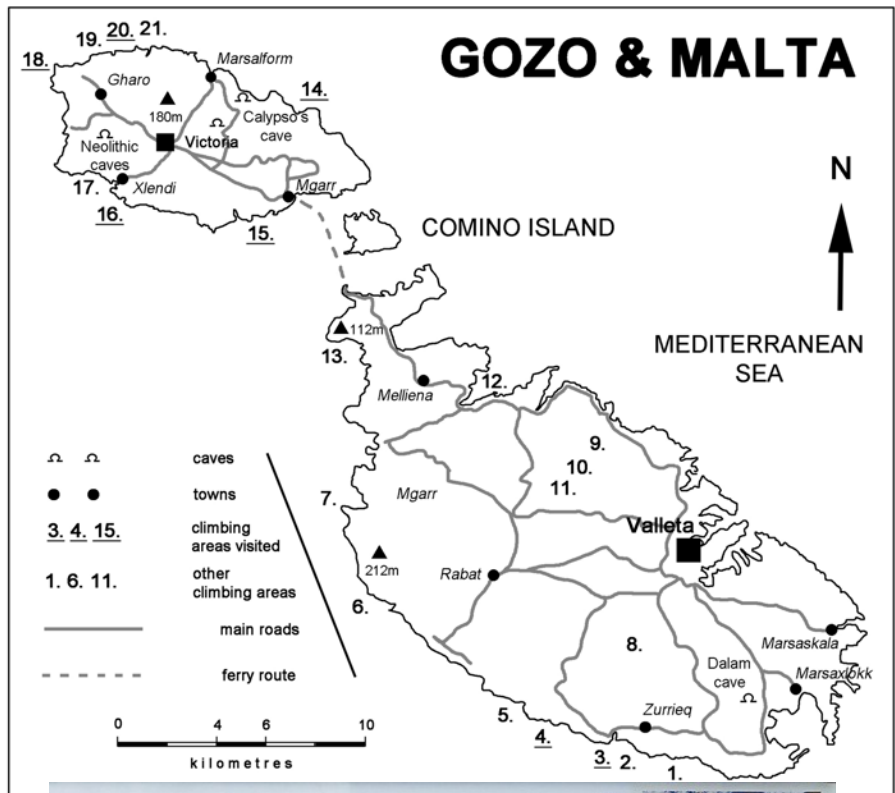 GOZO & MALTA
18.
19.
20.
21.
Marsalform
Gharo
14.
180m
Calypso's
cave
Neolithic
caves
Victoria
17.
Xlendi
Mgarr
16.
15.
COMINO ISLAND
N
112m
13.
MEDITERRANEAN
SEA
Melliena
12.
9.
10.
11.
7.
Mgarr
Valleta
212m
Rabat
6.
8.
Marsaskala
Dalam
cave
Marsaxlokk
5.
4.
Zurrieq
3.
2.
1.
caves
towns
3. 4. 15.
climbing
areas visited
1. 6. 11.
other
climbing areas
main roads
ferry route
0 4 6 10
kilometres